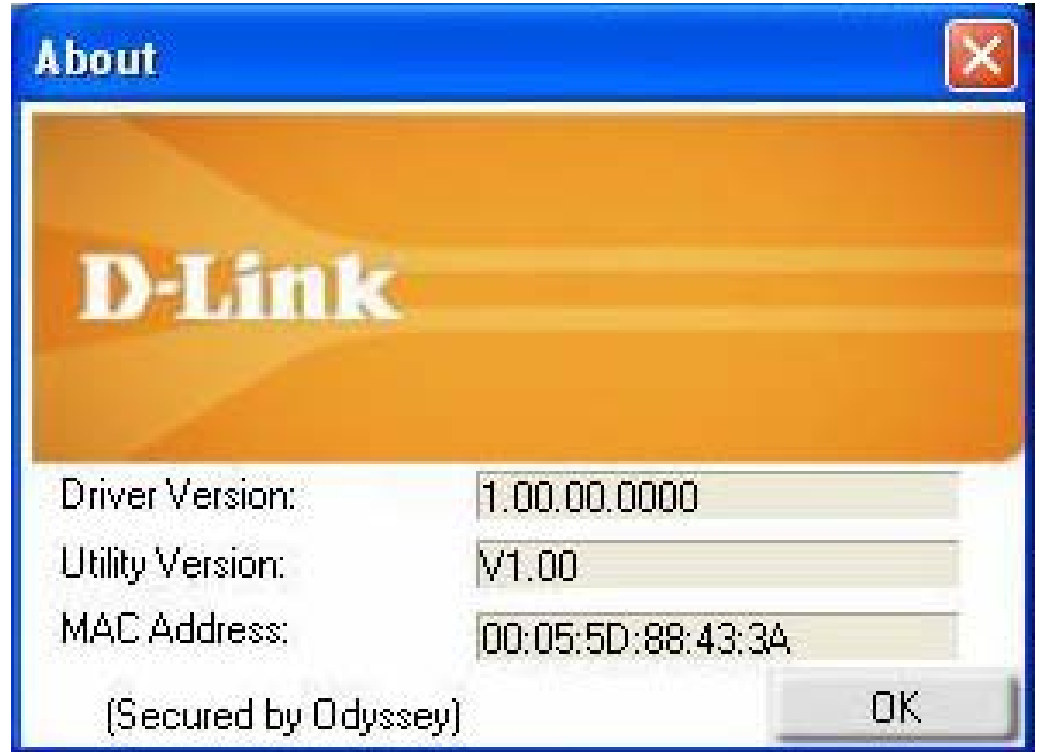 About
D-Link
Driver Version: 1.00.00.0000
Utility Version: V1.00
MAC Address: 00:05:5D:88:43:3A
(Secured by Odyssey) OK